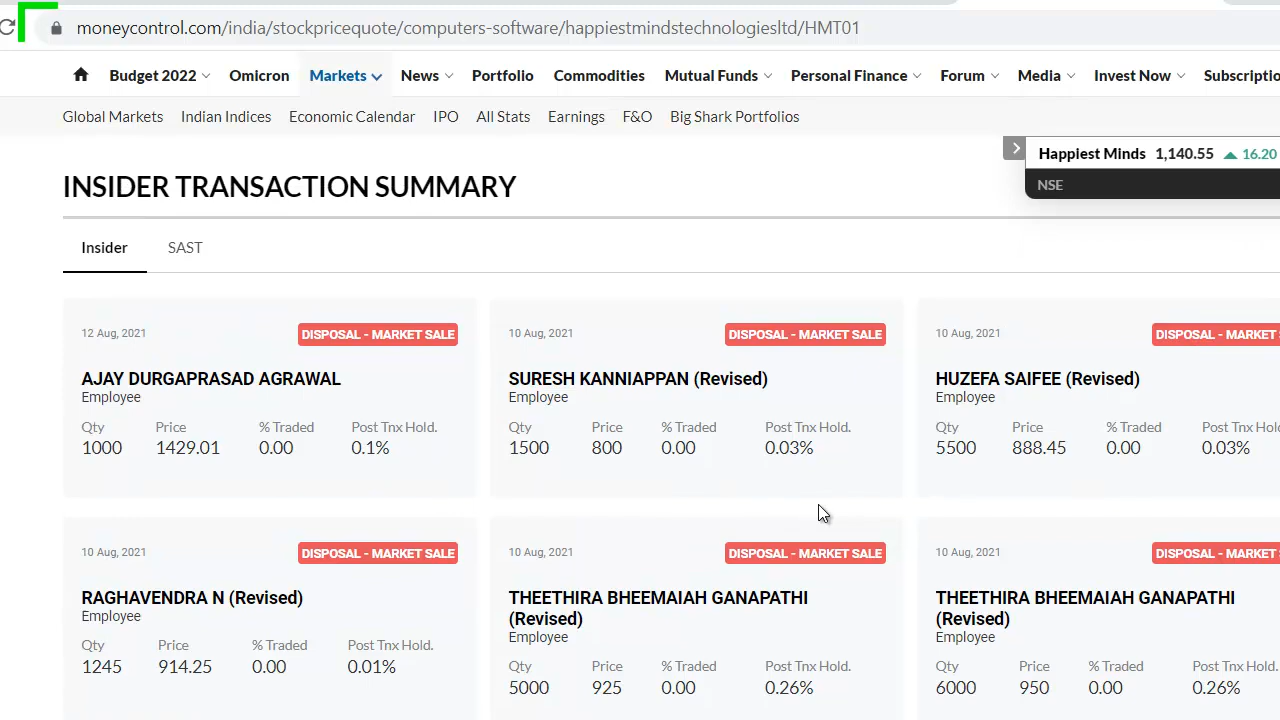 moneycontrol.com/india/stockpricequote/computers-software/happiestmindstechnologiesltd/HMT01
Budget 2022 Omicron Markets News Portfolio Commodities Mutual Funds Personal Finance Forum Media Invest Now Subscriptio
Global Markets Indian Indices Economic Calendar IPO All Stats Earnings F&O Big Shark Portfolios
Happiest Minds 1,140.55 16.20
NSE
INSIDER TRANSACTION SUMMARY
Insider SAST
12 Aug, 2021 DISPOSAL - MARKET SALE
AJAY DURGAPRASAD AGRAWAL
Employee
Qty Price % Traded Post Tnx Hold.
1000 1429.01 0.00 0.1%
10 Aug, 2021 DISPOSAL - MARKET SALE
SURESH KANNIAPPAN (Revised)
Employee
Qty Price % Traded Post Tnx Hold.
1500 800 0.00 0.03%
10 Aug, 2021 DISPOSAL - MARKET S
HUZEFA SAIFEE (Revised)
Employee
Qty Price % Traded Post Tnx Hol
5500 888.45 0.00 0.03%
10 Aug, 2021 DISPOSAL - MARKET SALE
RAGHAVENDRA N (Revised)
Employee
Qty Price % Traded Post Tnx Hold.
1245 914.25 0.00 0.01%
10 Aug, 2021 DISPOSAL - MARKET SALE
THEETHIRA BHEEMAIAH GANAPATHI
(Revised)
Employee
Qty Price % Traded Post Tnx Hold.
5000 925 0.00 0.26%
10 Aug, 2021 DISPOSAL - MARKET S
THEETHIRA BHEEMAIAH GANAPATHI
(Revised)
Employee
Qty Price % Traded Post Tnx Hold.
6000 950 0.00 0.26%